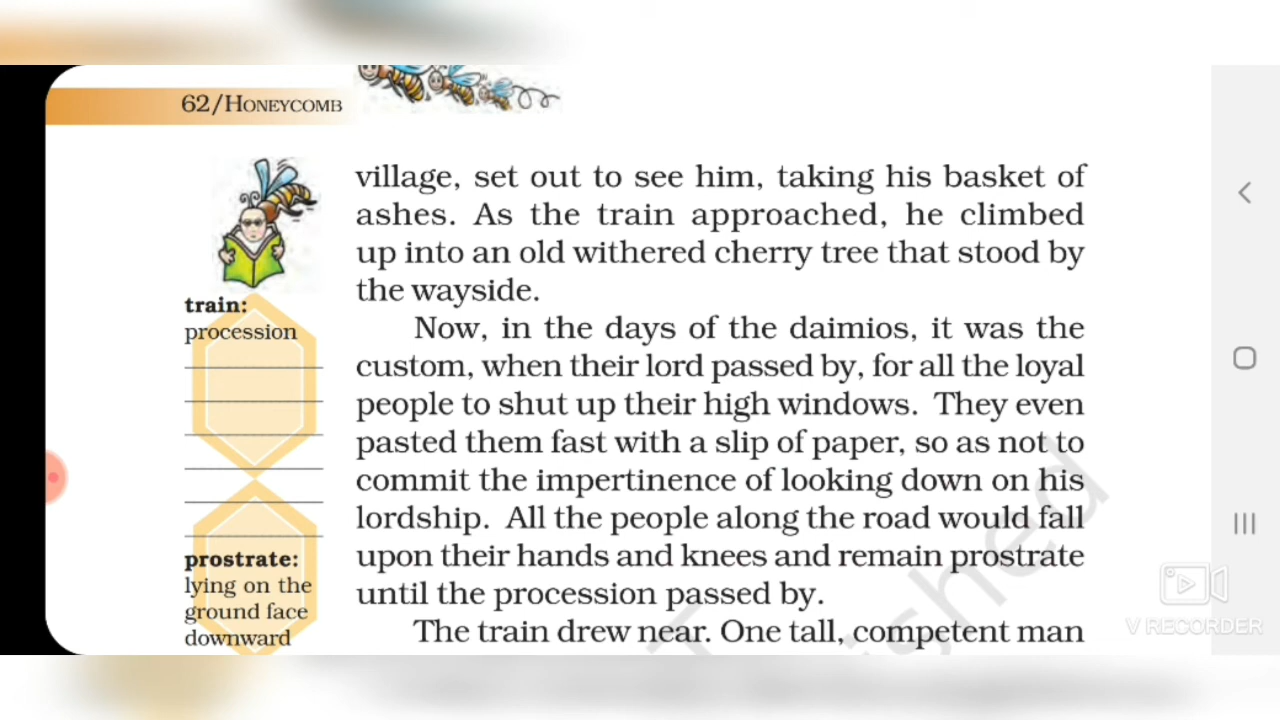 62/HONEYCOMB
village, set out to see him, taking his basket of
ashes. As the train approached, he climbed
up into an old withered cherry tree that stood by
the wayside.
train:
procession
Now, in the days of the daimios, it was the
custom, when their lord passed by, for all the loyal
people to shut up their high windows. They even
pasted them fast with a slip of paper, so as not to
commit the impertinence of looking down on his
lordship. All the people along the road would fall
upon their hands and knees and remain prostrate
until the procession passed by.
prostrate:
lying on the
ground face
downward
The train drew near. One tall, competent man
V RECORDER